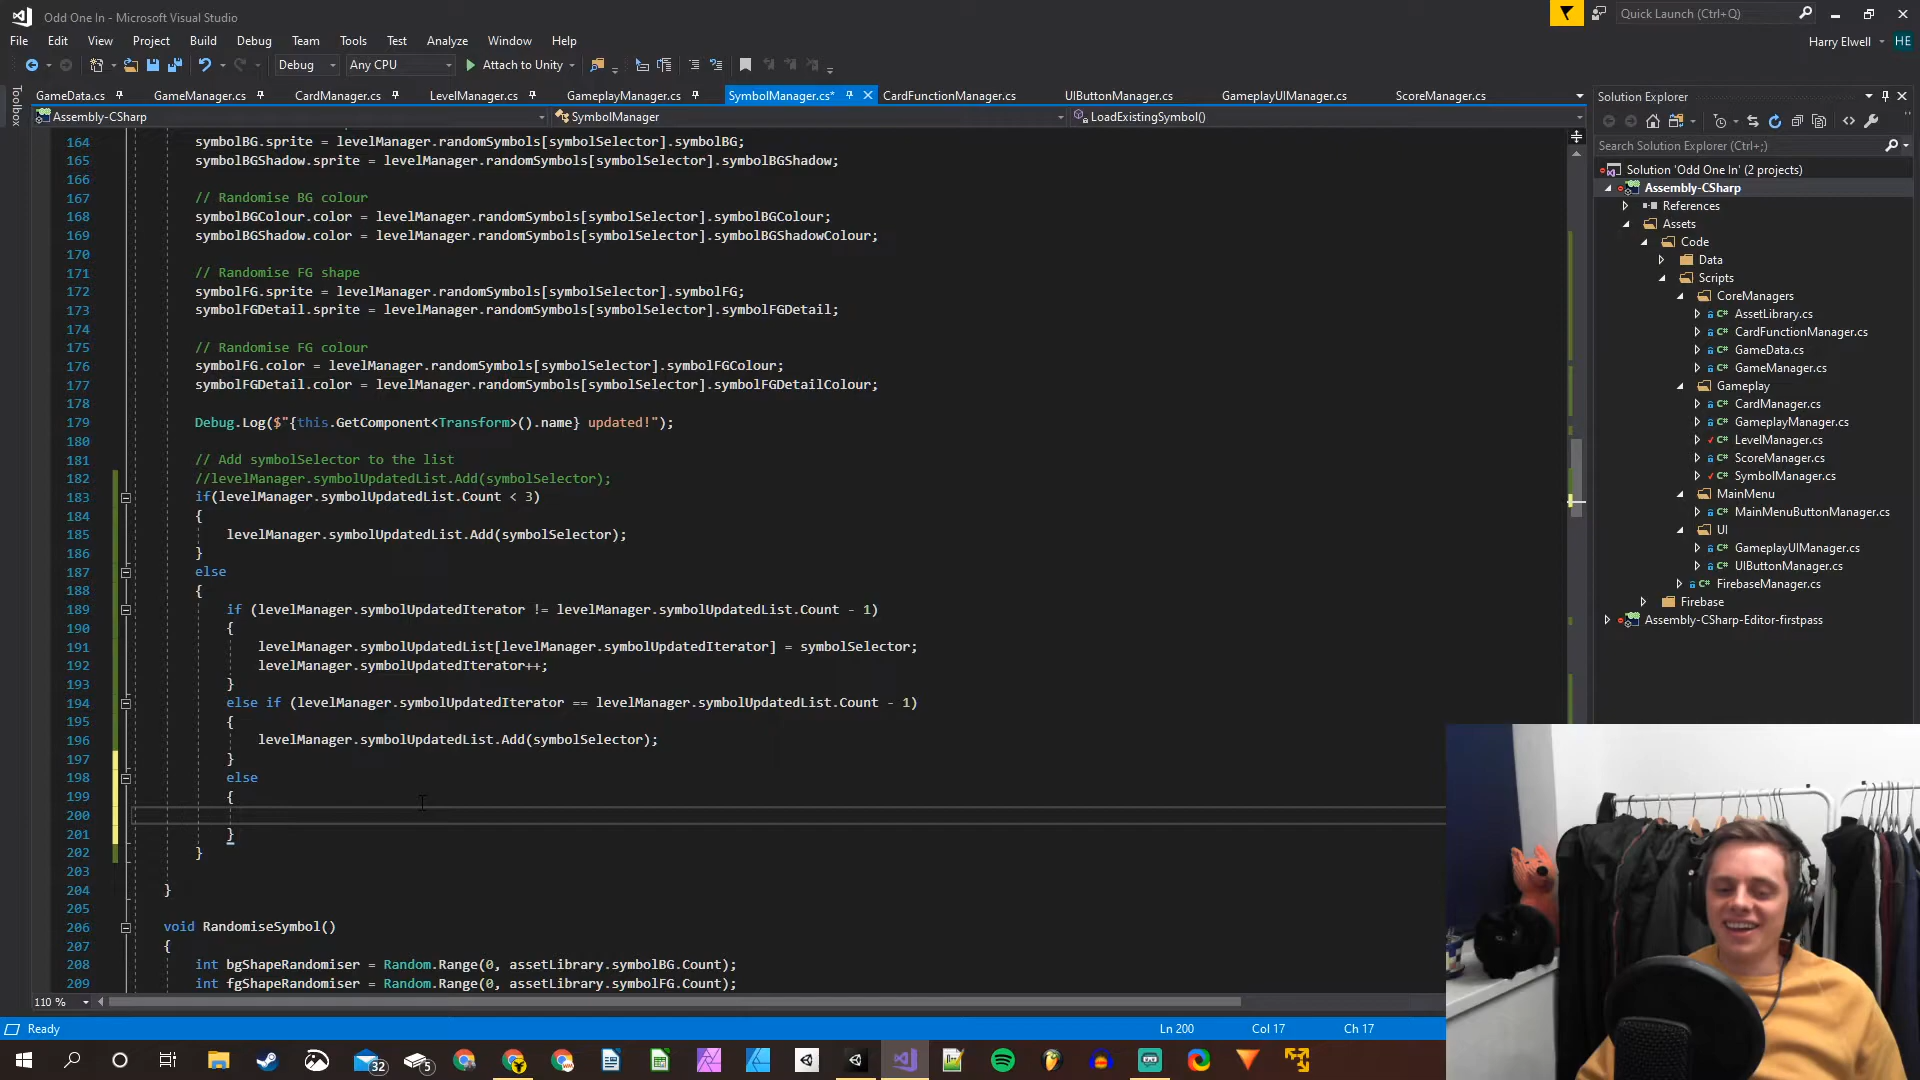 Odd One In - Microsoft Visual Studio
Quick Launch (Ctrl+Q)
File Edit View Project Build Debug Team Tools Test Analyze Window Help
Harry Elwell HE
Debug Any CPU Attach to Unity
Toolbox
GameData.cs GameManager.cs CardManager.cs LevelManager.cs GameplayManager.cs SymbolManager.cs* CardFunctionManager.cs UIButtonManager.cs GameplayUIManager.cs ScoreManager.cs
Assembly-CSharp SymbolManager LoadExistingSymbol()
164 symbolBG.sprite = levelManager.randomSymbols[symbolSelector].symbolBG;
165 symbolBGShadow.sprite = levelManager.randomSymbols[symbolSelector].symbolBGShadow;
166
167 // Randomise BG colour
168 symbolBGColour.color = levelManager.randomSymbols[symbolSelector].symbolBGColour;
169 symbolBGShadow.color = levelManager.randomSymbols[symbolSelector].symbolBGShadowColour;
170
171 // Randomise FG shape
172 symbolFG.sprite = levelManager.randomSymbols[symbolSelector].symbolFG;
173 symbolFGDetail.sprite = levelManager.randomSymbols[symbolSelector].symbolFGDetail;
174
175 // Randomise FG colour
176 symbolFG.color = levelManager.randomSymbols[symbolSelector].symbolFGColour;
177 symbolFGDetail.color = levelManager.randomSymbols[symbolSelector].symbolFGDetailColour;
178
179 Debug.Log($"{this.GetComponent<Transform>().name} updated!");
180
181 // Add symbolSelector to the list
182 //levelManager.symbolUpdatedList.Add(symbolSelector);
183 if(levelManager.symbolUpdatedList.Count < 3)
184 {
185 levelManager.symbolUpdatedList.Add(symbolSelector);
186 }
187 else
188 {
189 if (levelManager.symbolUpdatedIterator != levelManager.symbolUpdatedList.Count - 1)
190 {
191 levelManager.symbolUpdatedList[levelManager.symbolUpdatedIterator] = symbolSelector;
192 levelManager.symbolUpdatedIterator++;
193 }
194 else if (levelManager.symbolUpdatedIterator == levelManager.symbolUpdatedList.Count - 1)
195 {
196 levelManager.symbolUpdatedList.Add(symbolSelector);
197 }
198 else
199 {
200
201 }
202 }
203
204 }
205
206 void RandomiseSymbol()
207 {
208 int bgShapeRandomiser = Random.Range(0, assetLibrary.symbolBG.Count);
209 int fgShapeRandomiser = Random.Range(0, assetLibrary.symbolFG.Count);
110 %
Solution Explorer
Search Solution Explorer (Ctrl+;)
Solution 'Odd One In' (2 projects)
Assembly-CSharp
References
Assets
Code
Data
Scripts
CoreManagers
AssetLibrary.cs
CardFunctionManager.cs
GameData.cs
GameManager.cs
Gameplay
CardManager.cs
GameplayManager.cs
LevelManager.cs
ScoreManager.cs
SymbolManager.cs
MainMenu
MainMenuButtonManager.cs
UI
GameplayUIManager.cs
UIButtonManager.cs
FirebaseManager.cs
Firebase
Assembly-CSharp-Editor-firstpass
Ready Ln 200 Col 17 Ch 17
32 5